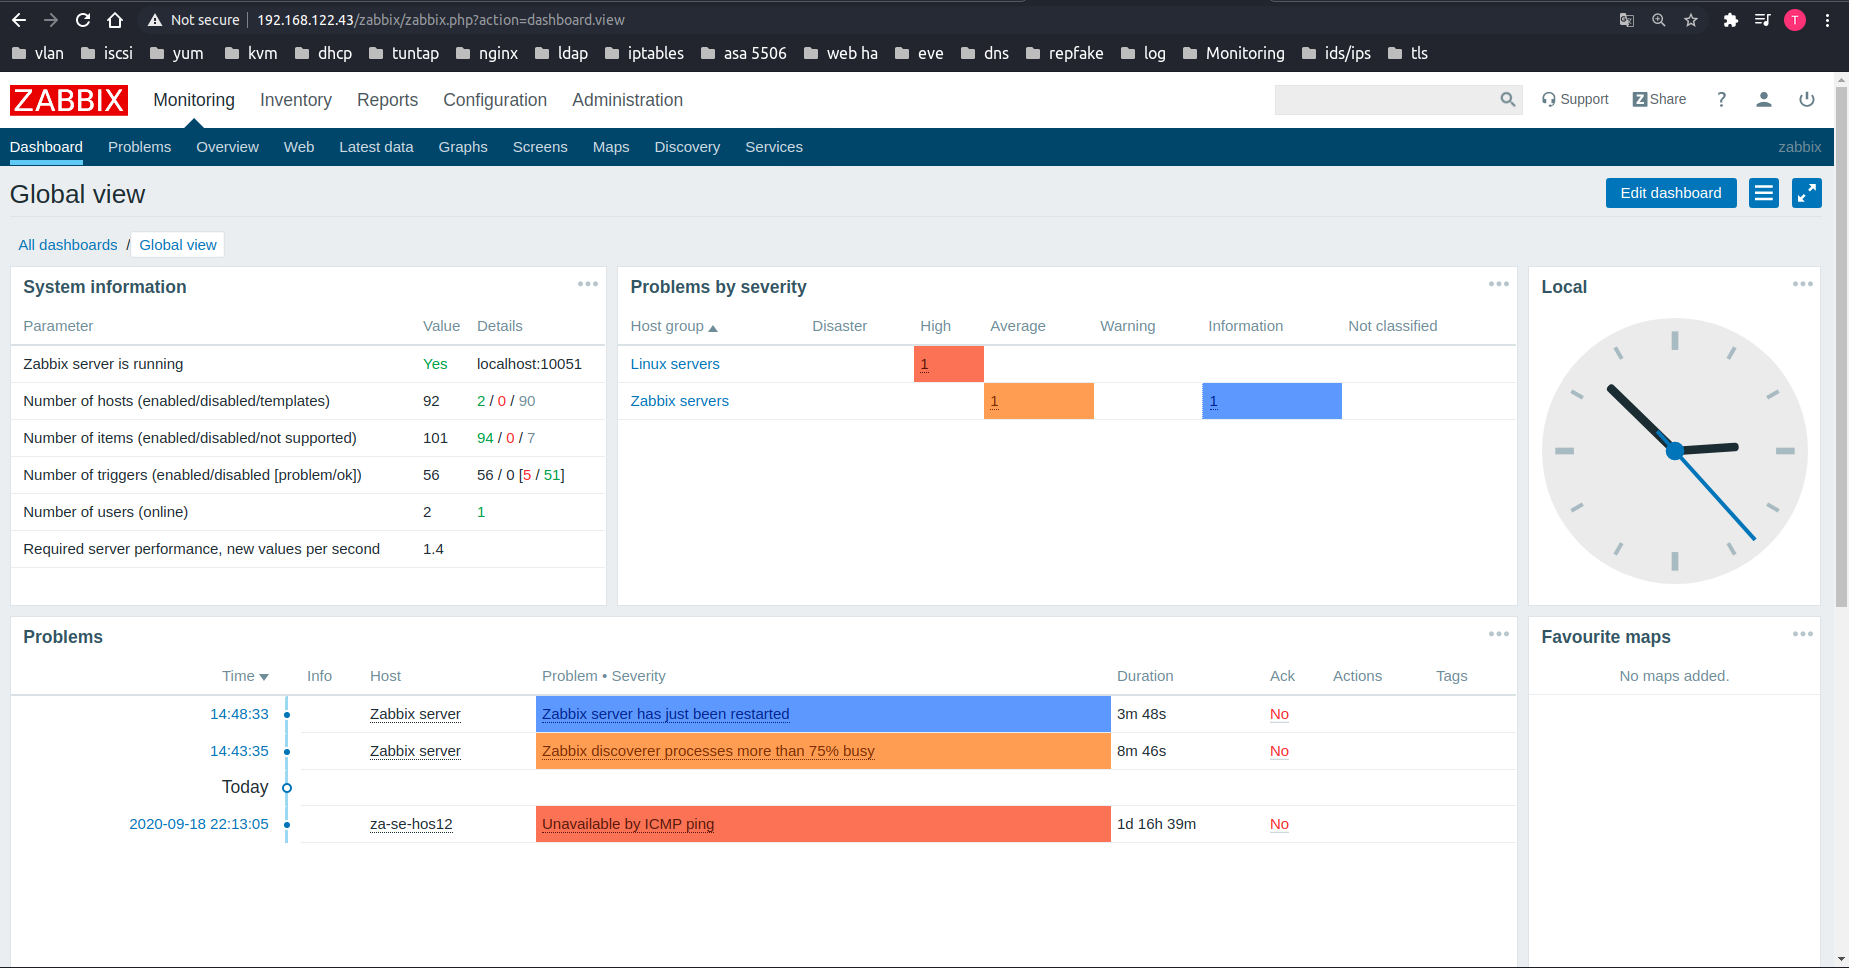 Not secure 192.168.122.43/zabbix/zabbix.php?action=dashboard.view T
vlan iscsi yum kvm dhcp tuntap nginx ldap iptables asa 5506 web ha eve dns repfake log Monitoring ids/ips tls
ZABBIX Monitoring Inventory Reports Configuration Administration Support Z Share ?
Dashboard Problems Overview Web Latest data Graphs Screens Maps Discovery Services zabbix
Global view Edit dashboard
All dashboards / Global view
System information
Parameter Value Details
Zabbix server is running Yes localhost:10051
Number of hosts (enabled/disabled/templates) 92 2 / 0 / 90
Number of items (enabled/disabled/not supported) 101 94 / 0 / 7
Number of triggers (enabled/disabled [problem/ok]) 56 56 / 0 [5 / 51]
Number of users (online) 2 1
Required server performance, new values per second 1.4
Problems by severity
Host group Disaster High Average Warning Information Not classified
Linux servers 1
Zabbix servers 1 1
Local
Problems
Time Info Host Problem • Severity Duration Ack Actions Tags
14:48:33 Zabbix server Zabbix server has just been restarted 3m 48s No
14:43:35 Zabbix server Zabbix discoverer processes more than 75% busy 8m 46s No
Today
2020-09-18 22:13:05 za-se-hos12 Unavailable by ICMP ping 1d 16h 39m No
Favourite maps
No maps added.